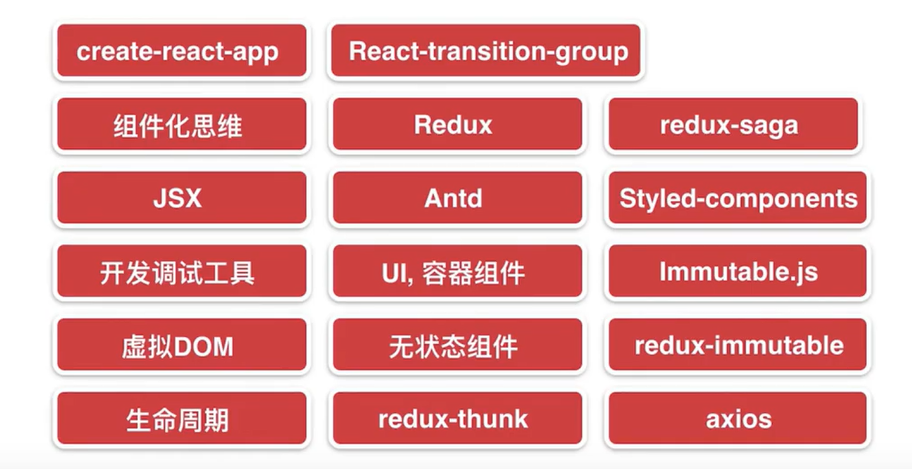 create-react-app
React-transition-group
组件化思维
Redux
redux-saga
JSX
Antd
Styled-components
开发调试工具
UI, 容器组件
Immutable.js
虚拟DOM
无状态组件
redux-immutable
生命周期
redux-thunk
axios